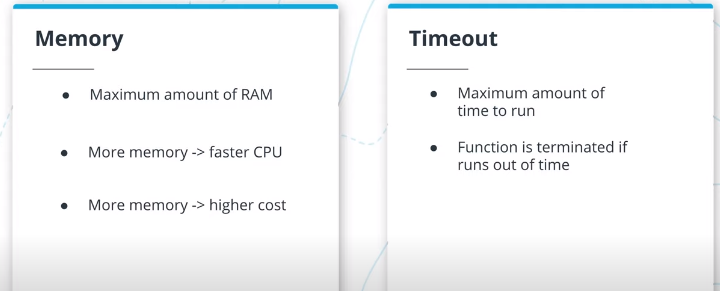 Memory
● Maximum amount of RAM
● More memory -> faster CPU
● More memory -> higher cost
Timeout
● Maximum amount of
time to run
● Function is terminated if
runs out of time